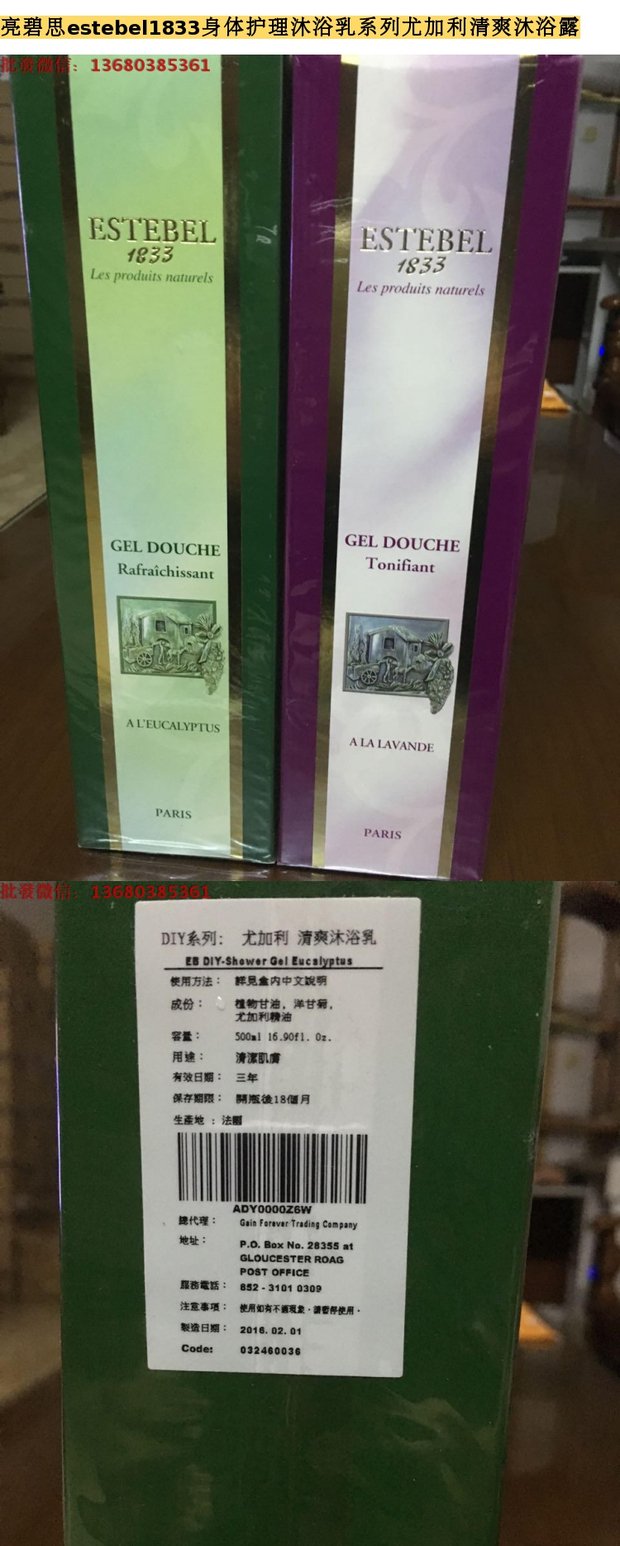 亮碧思estebel1833身体护理沐浴乳系列尤加利清爽沐浴露
批发微信：13680385361
ESTEBEL
1833
Les produits naturels
GEL DOUCHE
Rafraîchissant
A L'EUCALYPTUS
PARIS
ESTEBEL
1833
Les produits naturels
GEL DOUCHE
Tonifiant
A LA LAVANDE
PARIS
批发微信：13680385361
DIY系列: 尤加利 清爽沐浴乳
EB DIY-Shower Gel Eucalyptus
使用方法： 詳見盒内中文說明
成份： 植物甘油, 洋甘菊,
尤加利精油
容量： 500ml 16.90fl. Oz.
用途： 清潔肌膚
有效日期： 三年
保存期限： 開瓶後18個月
生產地 : 法國
ADY0000Z6W
總代理： Gain Forever Trading Company
地址： P.O. Box No. 28355 at
GLOUCESTER ROAG
POST OFFICE
服務電話： 852 - 3101 0309
注意事項： 使用如有不適現象，請暫停使用。
製造日期： 2016. 02. 01
Code: 032460036